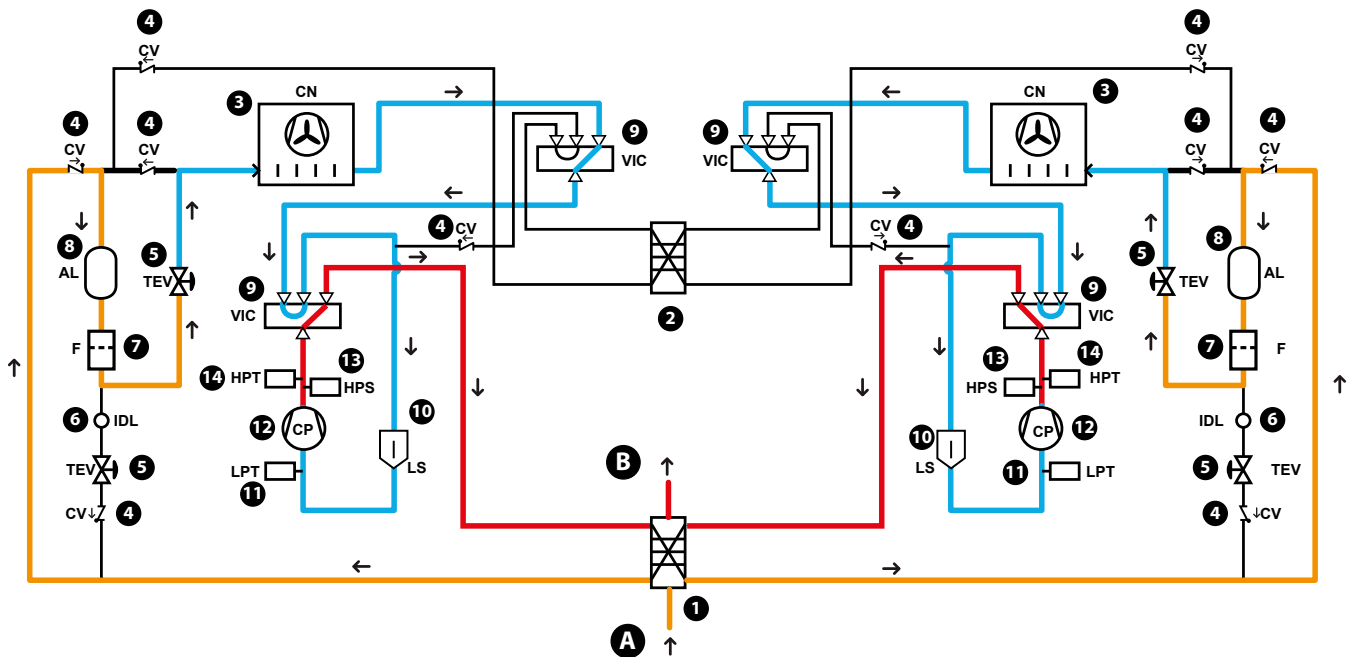 4 4
CV CV
3 CN CN 3
4 4 9 9 4 4
CV CV VIC VIC CV CV
8 5 4 CV CV 4 5 8
AL TEV TEV AL
9 9
VIC 2 VIC
F 7 13 13 14 7 F
14 HPT HPS HPS HPT
6 IDL 12 CP 10 10 CP 12 IDL 6
TEV 5 LPT LS B LS LPT 5 TEV
11 11
CV 4 4 CV
1
A